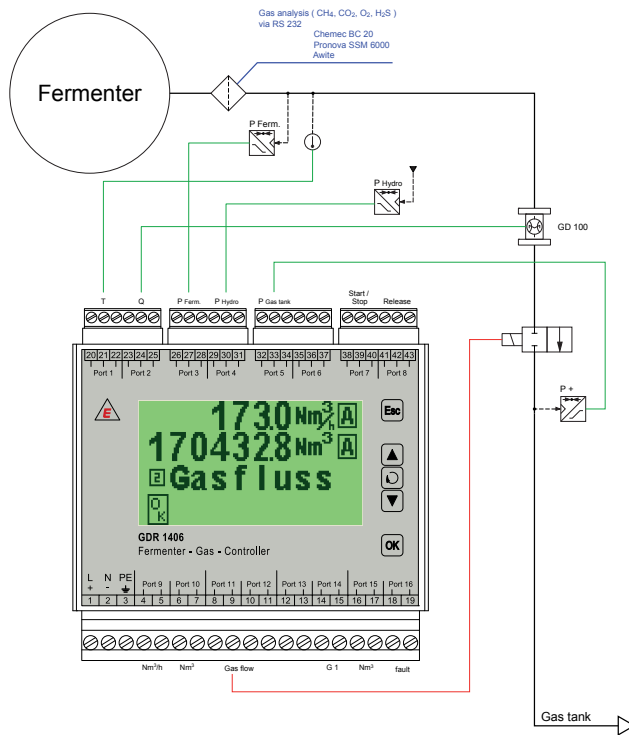 Gas analysis ( CH4, CO2, O2, H2S )
via RS 232
Chemec BC 20
Pronova SSM 6000
Awite
Fermenter
P Ferm.
P Hydro
GD 100
T Q P Ferm. P Hydro P Gas tank Start / Stop Release
20 21 22 23 24 25 26 27 28 29 30 31 32 33 34 35 36 37 38 39 40 41 42 43
Port 1 Port 2 Port 3 Port 4 Port 5 Port 6 Port 7 Port 8
P +
E
173.0 Nm³/h A
170432.8 Nm³ A
2 Gasfluss
OK
Esc
OK
GDR 1406
Fermenter - Gas - Controller
L N PE
+ -
Port 9 Port 10 Port 11 Port 12 Port 13 Port 14 Port 15 Port 16
1 2 3 4 5 6 7 8 9 10 11 12 13 14 15 16 17 18 19
Nm³/h Nm³ Gas flow G 1 Nm³ fault
Gas tank